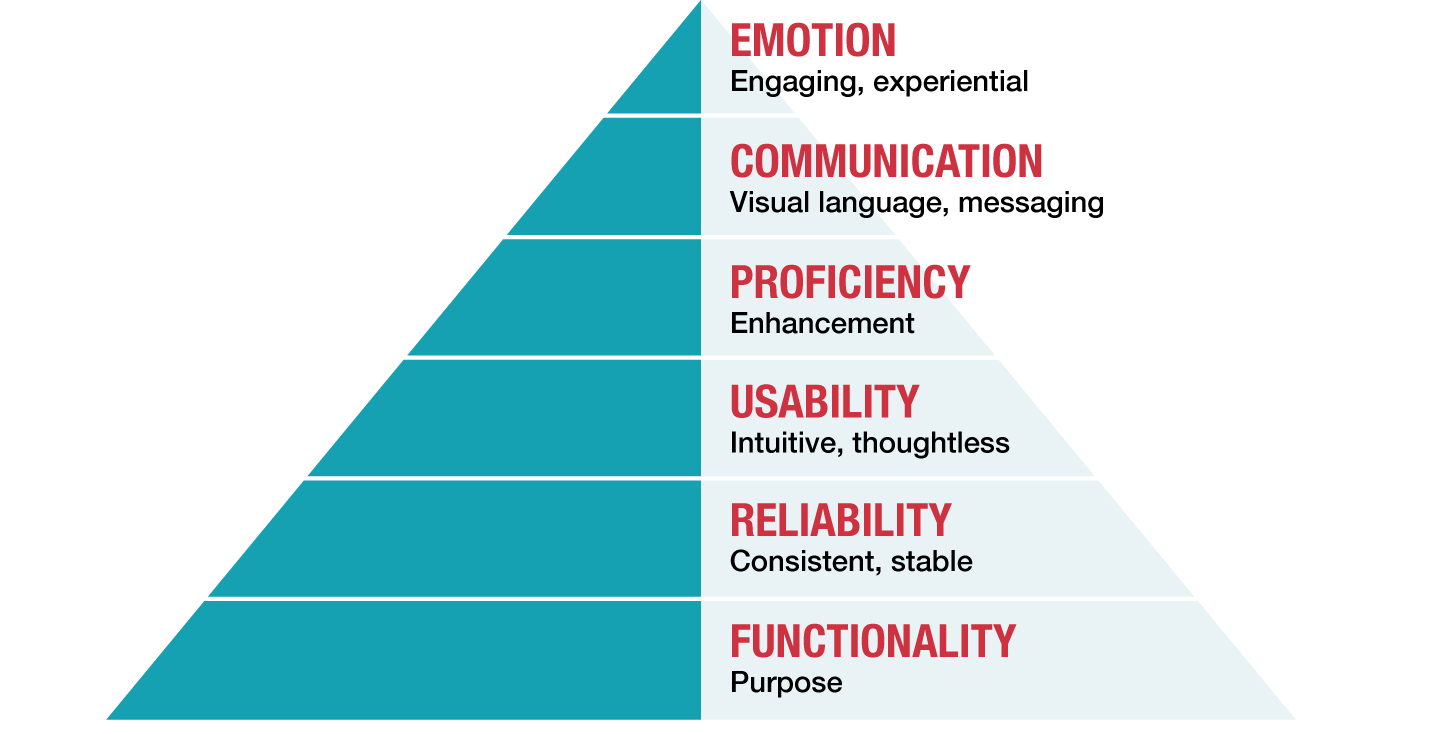 EMOTION
Engaging, experiential
COMMUNICATION
Visual language, messaging
PROFICIENCY
Enhancement
USABILITY
Intuitive, thoughtless
RELIABILITY
Consistent, stable
FUNCTIONALITY
Purpose